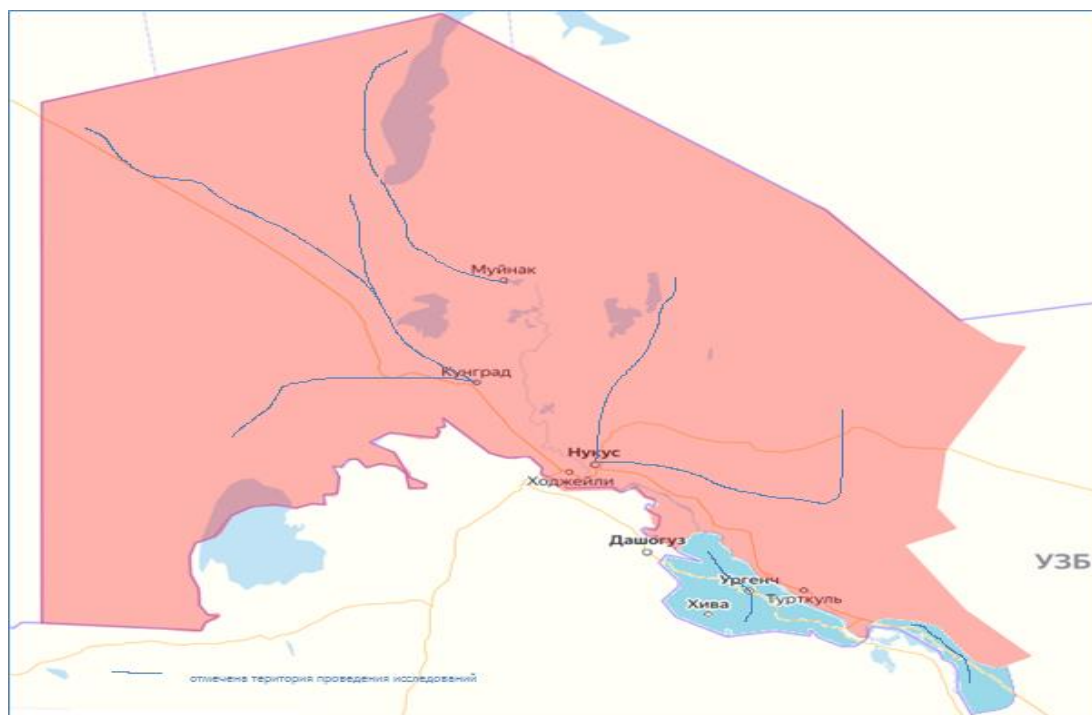 Муйнак
Кунград
Нукус
Ходжейли
Дашогуз
УЗБ
Ургенч
Турткуль
Хива
отмечена територия проведения исследований